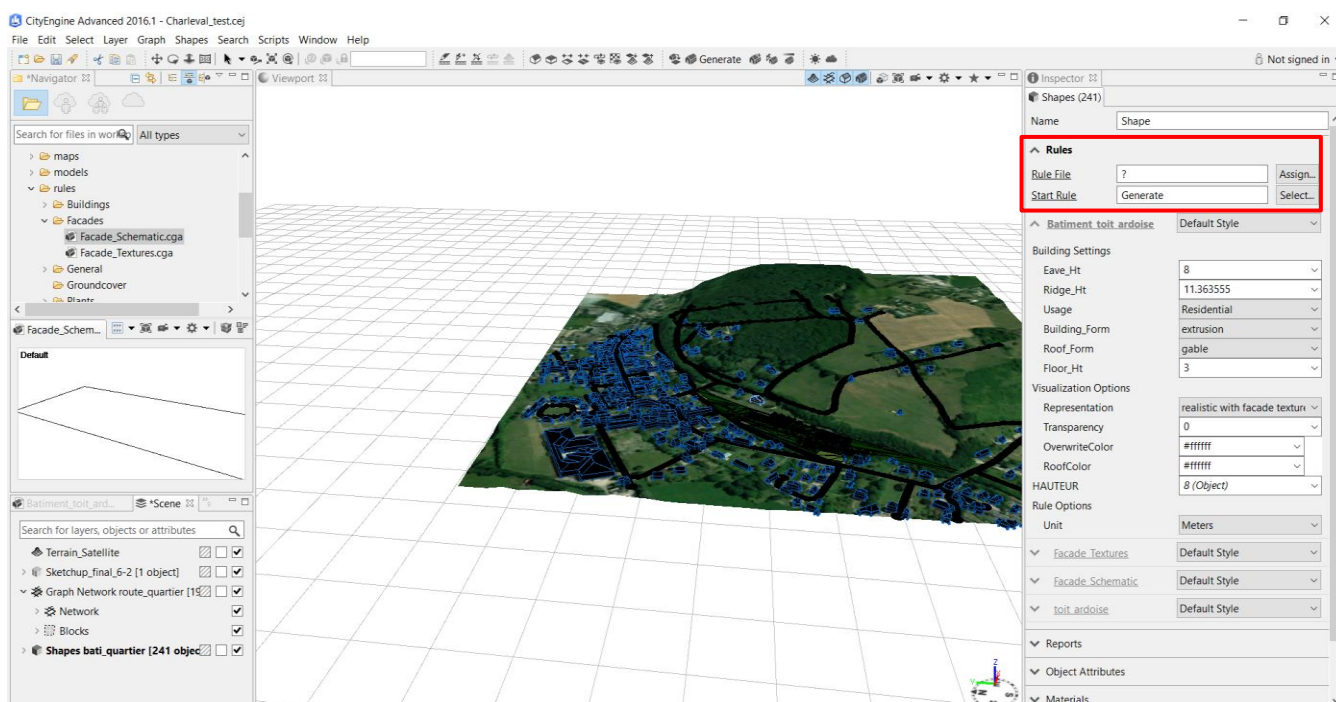 CityEngine Advanced 2016.1 - Charleval_test.cej
File Edit Select Layer Graph Shapes Search Scripts Window Help
Generate
Not signed in
*Navigator
Viewport
Inspector
Search for files in work
All types
maps
models
rules
Buildings
Facades
Facade_Schematic.cga
Facade_Textures.cga
General
Groundcover
Plants
Facade_Schem...
Default
Batiment_toit_ard...
*Scene
Search for layers, objects or attributes
Terrain_Satellite
Sketchup_final_6-2 [1 object]
Graph Network route_quartier [19
Network
Blocks
Shapes bati_quartier [241 objec
Z
Y
N
Shapes (241)
Name Shape
Rules
Rule File ? Assign...
Start Rule Generate Select...
Batiment toit ardoise Default Style
Building Settings
Eave_Ht 8
Ridge_Ht 11.363555
Usage Residential
Building_Form extrusion
Roof_Form gable
Floor_Ht 3
Visualization Options
Representation realistic with facade textur
Transparency 0
OverwriteColor #ffffff
RoofColor #ffffff
HAUTEUR 8 (Object)
Rule Options
Unit Meters
Facade Textures Default Style
Facade Schematic Default Style
toit ardoise Default Style
Reports
Object Attributes
Materials